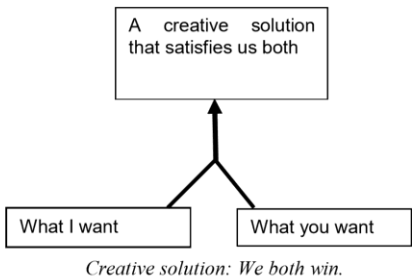 A creative solution
that satisfies us both
What I want
What you want
Creative solution: We both win.